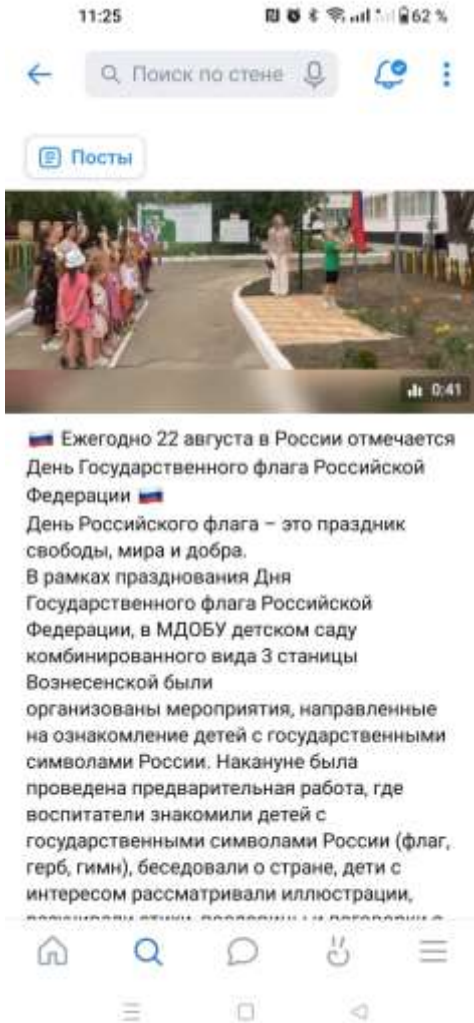 11:25
62 %
Поиск по стене
Посты
0:41
Ежегодно 22 августа в России отмечается
День Государственного флага Российской
Федерации
День Российского флага – это праздник
свободы, мира и добра.
В рамках празднования Дня
Государственного флага Российской
Федерации, в МДОБУ детском саду
комбинированного вида 3 станицы
Вознесенской были
организованы мероприятия, направленные
на ознакомление детей с государственными
символами России. Накануне была
проведена предварительная работа, где
воспитатели знакомили детей с
государственными символами России (флаг,
герб, гимн), беседовали о стране, дети с
интересом рассматривали иллюстрации,